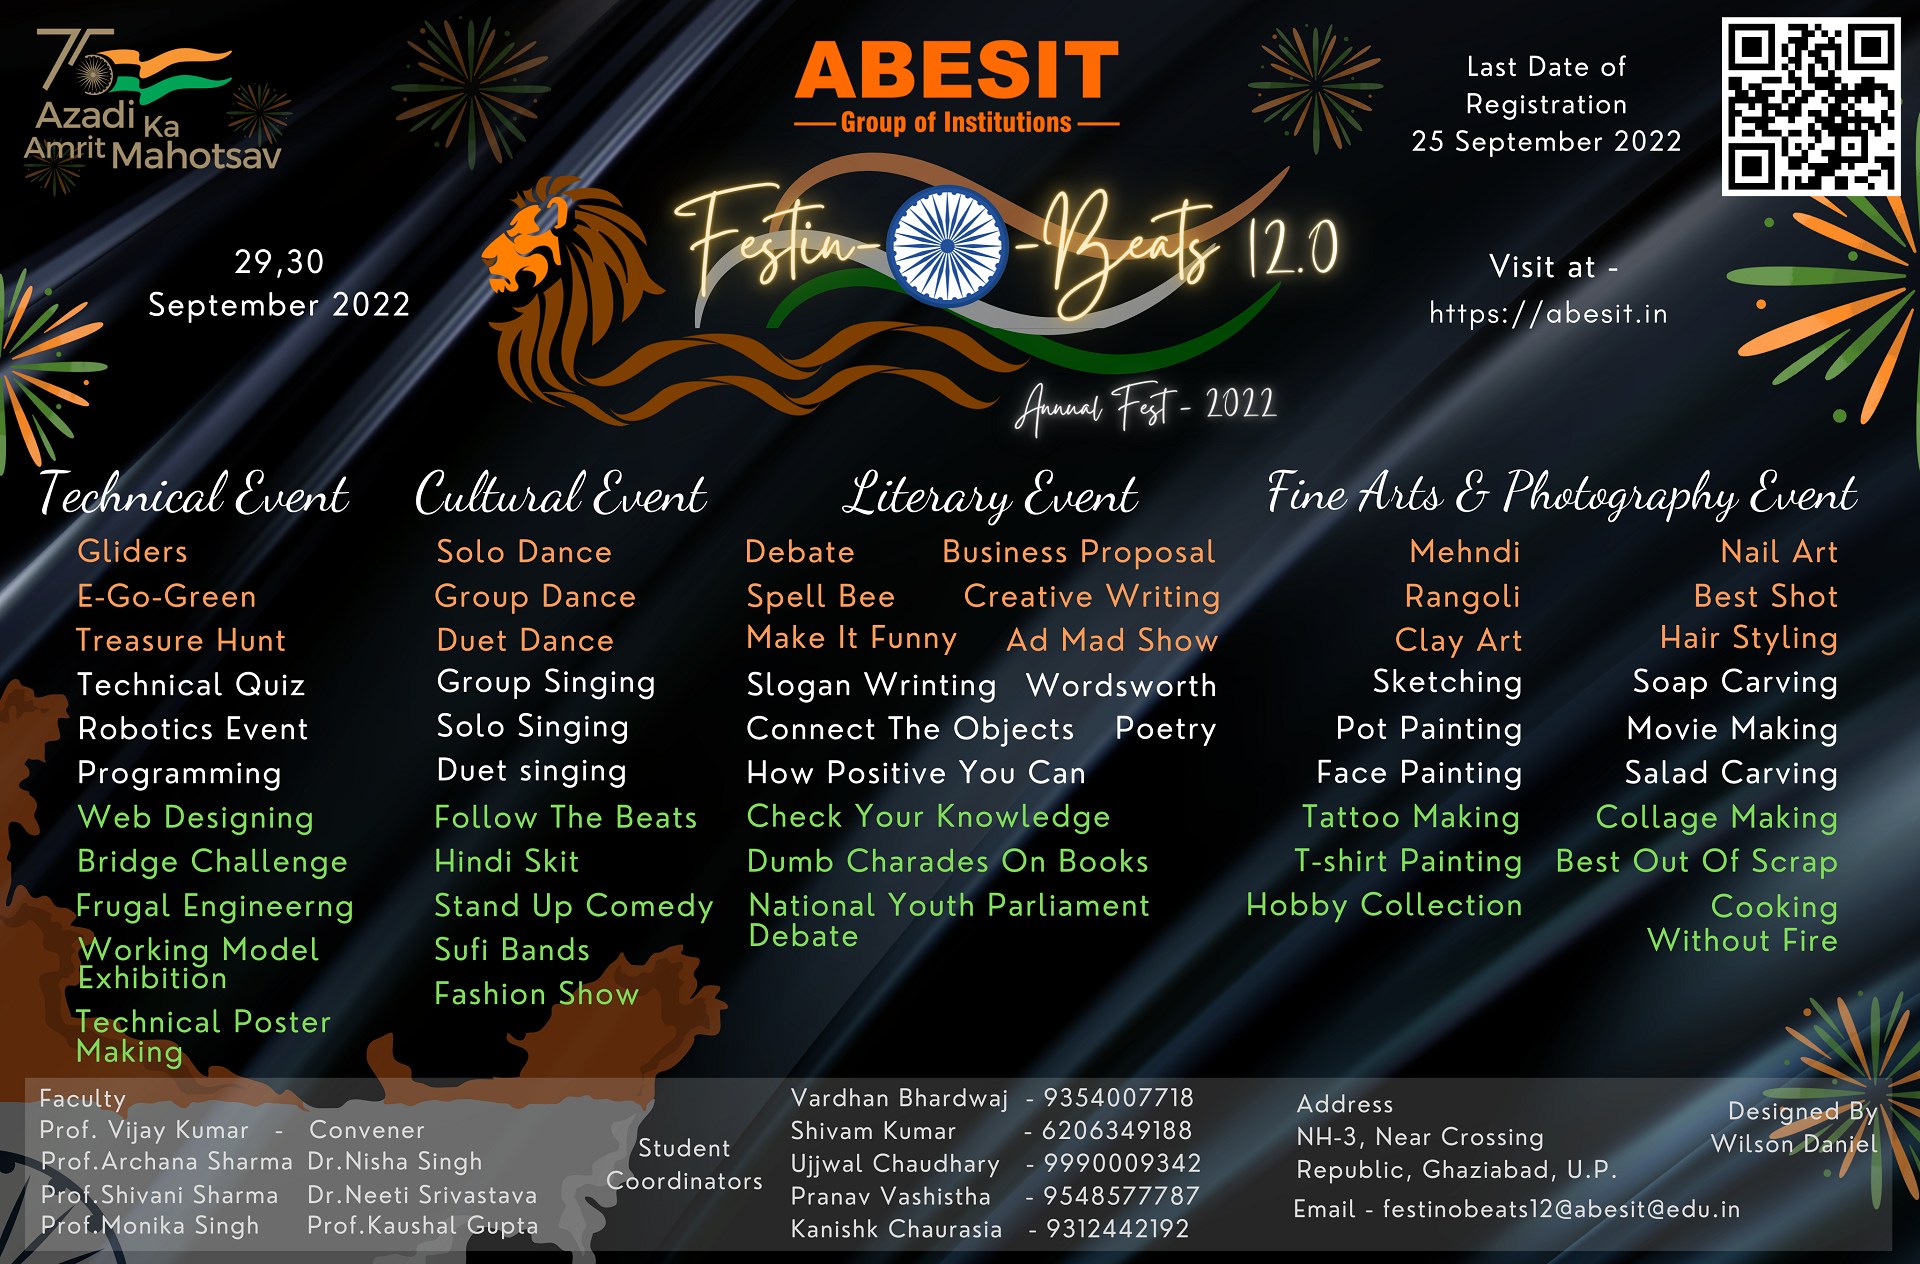 75
Azadi Ka
Amrit Mahotsav
ABESIT
Group of Institutions
Last Date of
Registration
25 September 2022
29,30
September 2022
Festin-O-Beats 12.0
Annual Fest - 2022
Visit at -
https://abesit.in
Technical Event
Gliders
E-Go-Green
Treasure Hunt
Technical Quiz
Robotics Event
Programming
Web Designing
Bridge Challenge
Frugal Engineerng
Working Model
Exhibition
Technical Poster
Making
Cultural Event
Solo Dance
Group Dance
Duet Dance
Group Singing
Solo Singing
Duet singing
Follow The Beats
Hindi Skit
Stand Up Comedy
Sufi Bands
Fashion Show
Literary Event
Debate Business Proposal
Spell Bee Creative Writing
Make It Funny Ad Mad Show
Slogan Wrinting Wordsworth
Connect The Objects Poetry
How Positive You Can
Check Your Knowledge
Dumb Charades On Books
National Youth Parliament
Debate
Fine Arts & Photography Event
Mehndi Nail Art
Rangoli Best Shot
Clay Art Hair Styling
Sketching Soap Carving
Pot Painting Movie Making
Face Painting Salad Carving
Tattoo Making Collage Making
T-shirt Painting Best Out Of Scrap
Hobby Collection Cooking
Without Fire
Faculty
Prof. Vijay Kumar - Convener
Prof.Archana Sharma Dr.Nisha Singh
Prof.Shivani Sharma Dr.Neeti Srivastava
Prof.Monika Singh Prof.Kaushal Gupta
Student
Coordinators
Vardhan Bhardwaj - 9354007718
Shivam Kumar - 6206349188
Ujjwal Chaudhary - 9990009342
Pranav Vashistha - 9548577787
Kanishk Chaurasia - 9312442192
Address
NH-3, Near Crossing
Republic, Ghaziabad, U.P.
Email - festinobeats12@abesit@edu.in
Designed By
Wilson Daniel